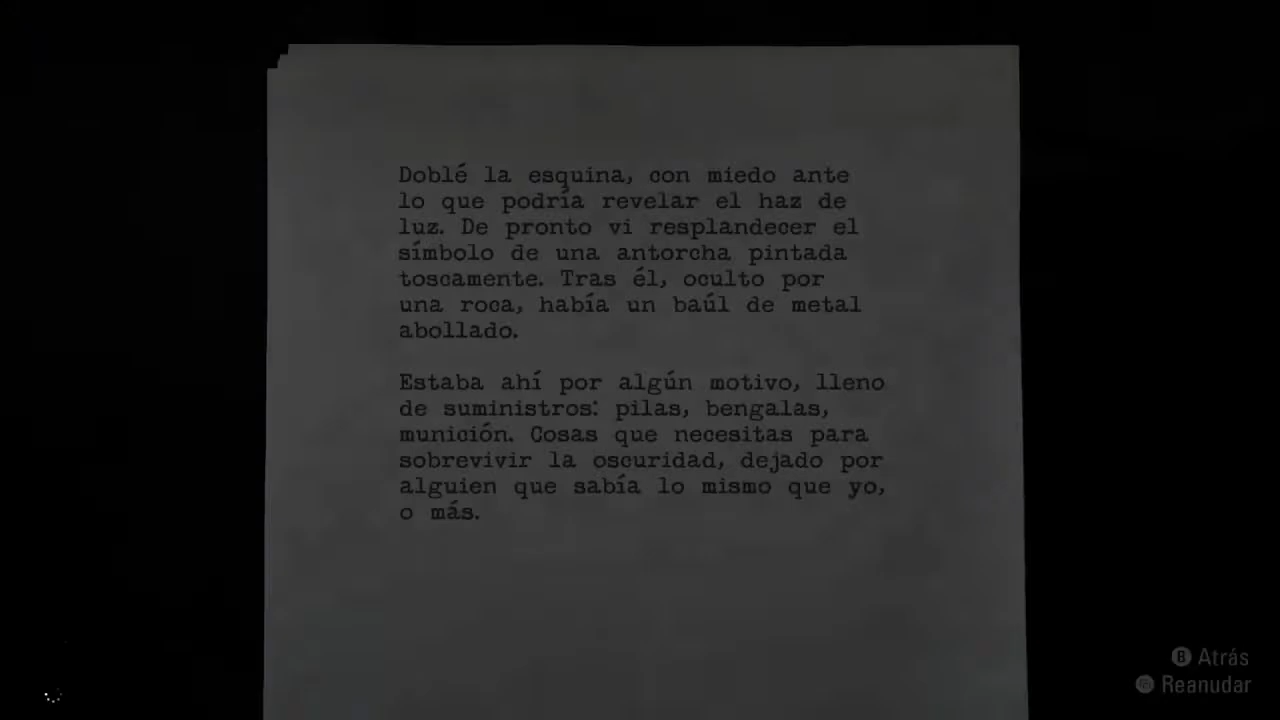 Doblé la esquina, con miedo ante
lo que podría revelar el haz de
luz. De pronto vi resplandecer el
símbolo de una antorcha pintada
toscamente. Tras él, oculto por
una roca, había un baúl de metal
abollado.
Estaba ahí por algún motivo, lleno
de suministros: pilas, bengalas,
munición. Cosas que necesitas para
sobrevivir la oscuridad, dejado por
alguien que sabía lo mismo que yo,
o más.
B Atrás
Reanudar